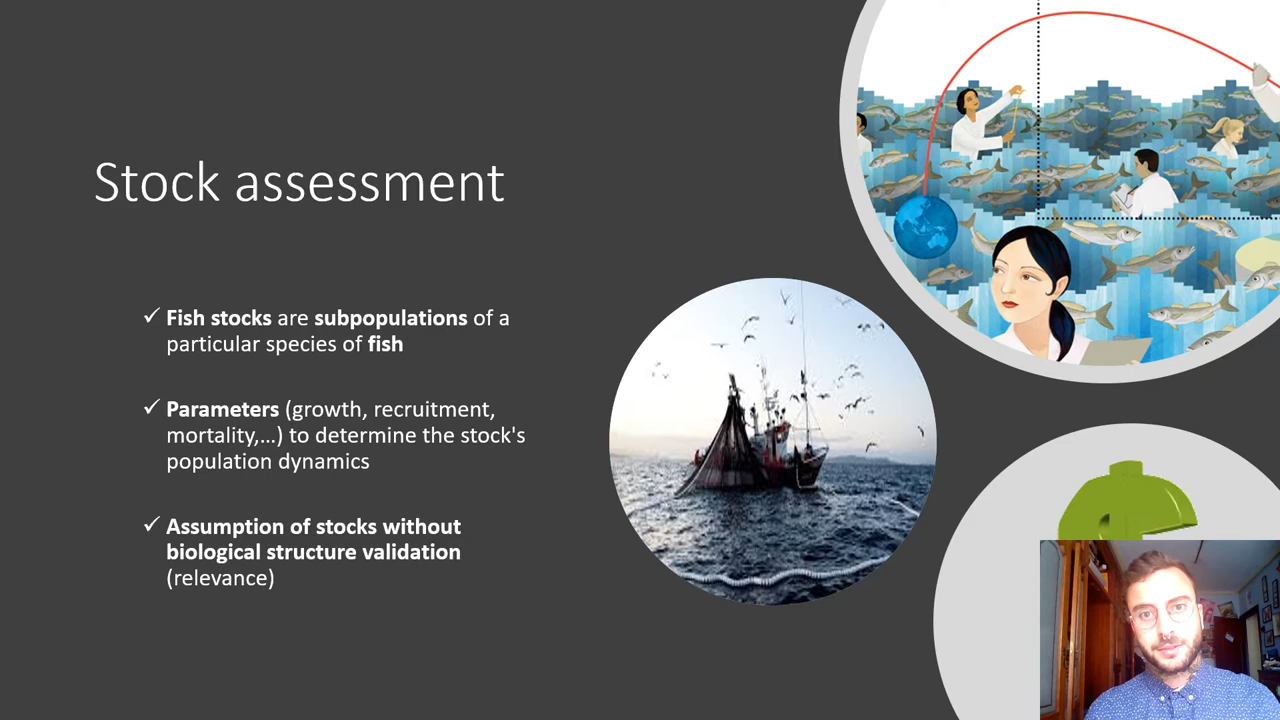 Stock assessment
✓ Fish stocks are subpopulations of a
particular species of fish
✓ Parameters (growth, recruitment,
mortality,...) to determine the stock's
population dynamics
✓ Assumption of stocks without
biological structure validation
(relevance)